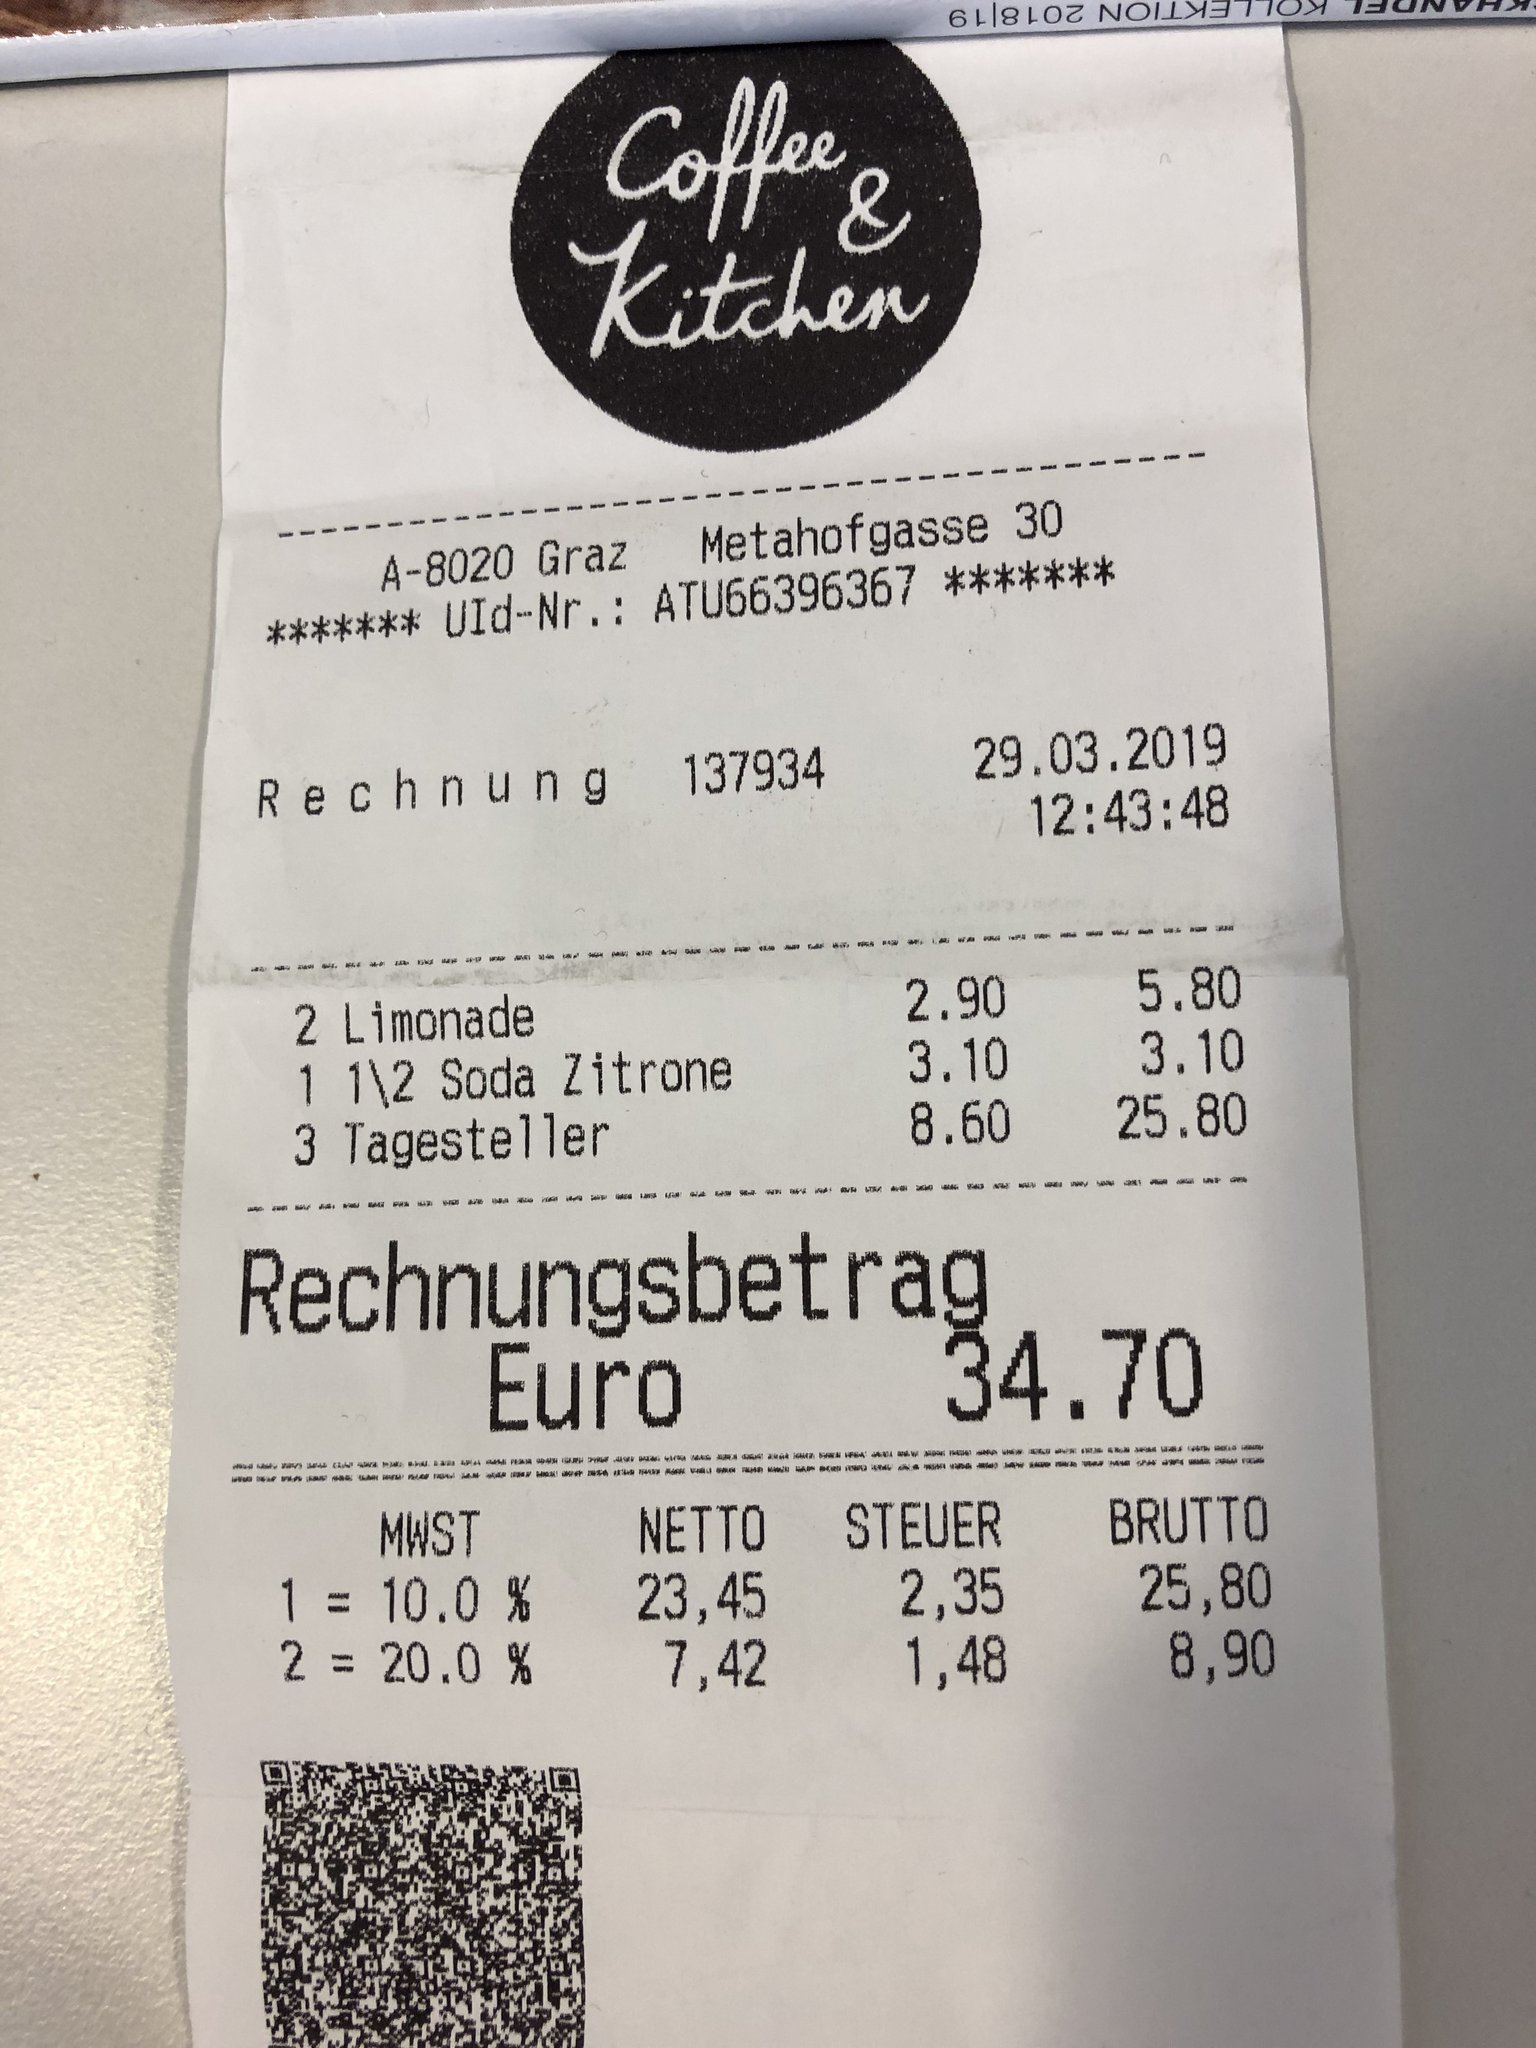 KHANDEL KOLLEKTION 2018|19
Coffee
&
Kitchen
A-8020 Graz Metahofgasse 30
******* UId-Nr.: ATU66396367 *******
Rechnung 137934 29.03.2019
12:43:48
2 Limonade 2.90 5.80
1 1\2 Soda Zitrone 3.10 3.10
3 Tagesteller 8.60 25.80
Rechnungsbetrag
Euro 34.70
MWST NETTO STEUER BRUTTO
1 = 10.0 % 23,45 2,35 25,80
2 = 20.0 % 7,42 1,48 8,90